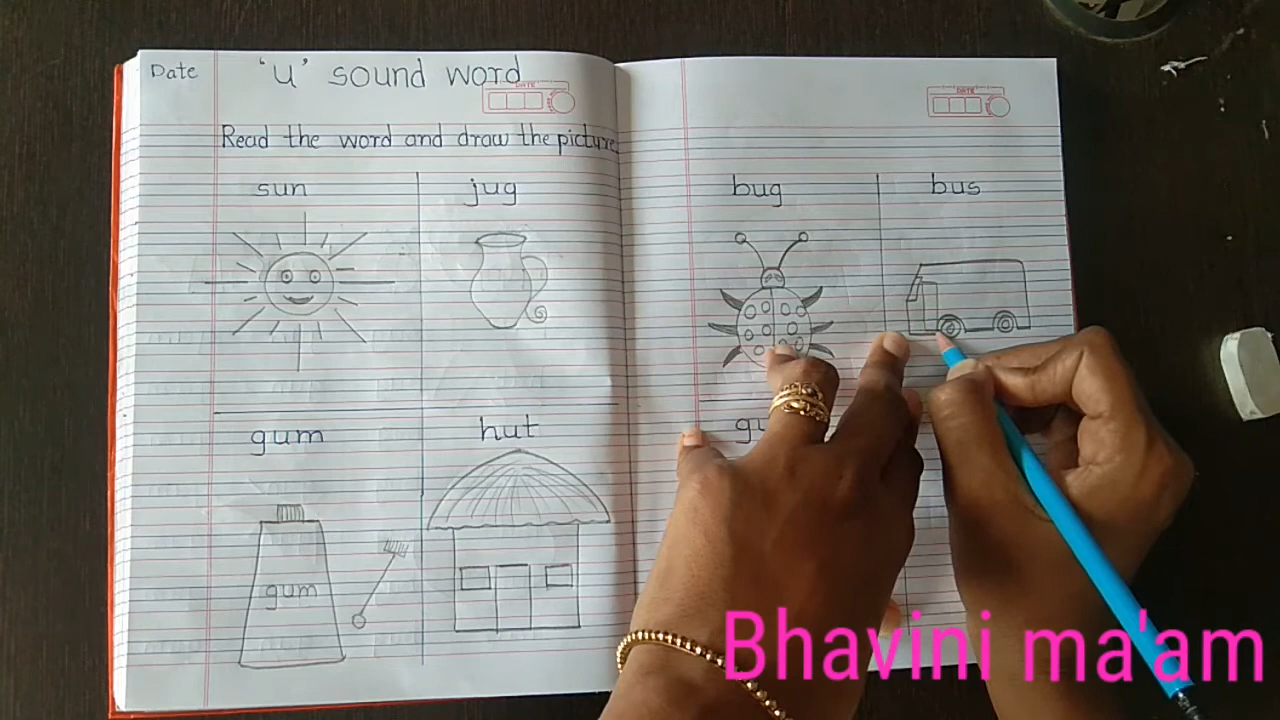 Date 'u' sound word
DATE
Read the word and draw the picture.
sun jug
gum hut
gum
DATE
bug bus
Bhavini ma'am